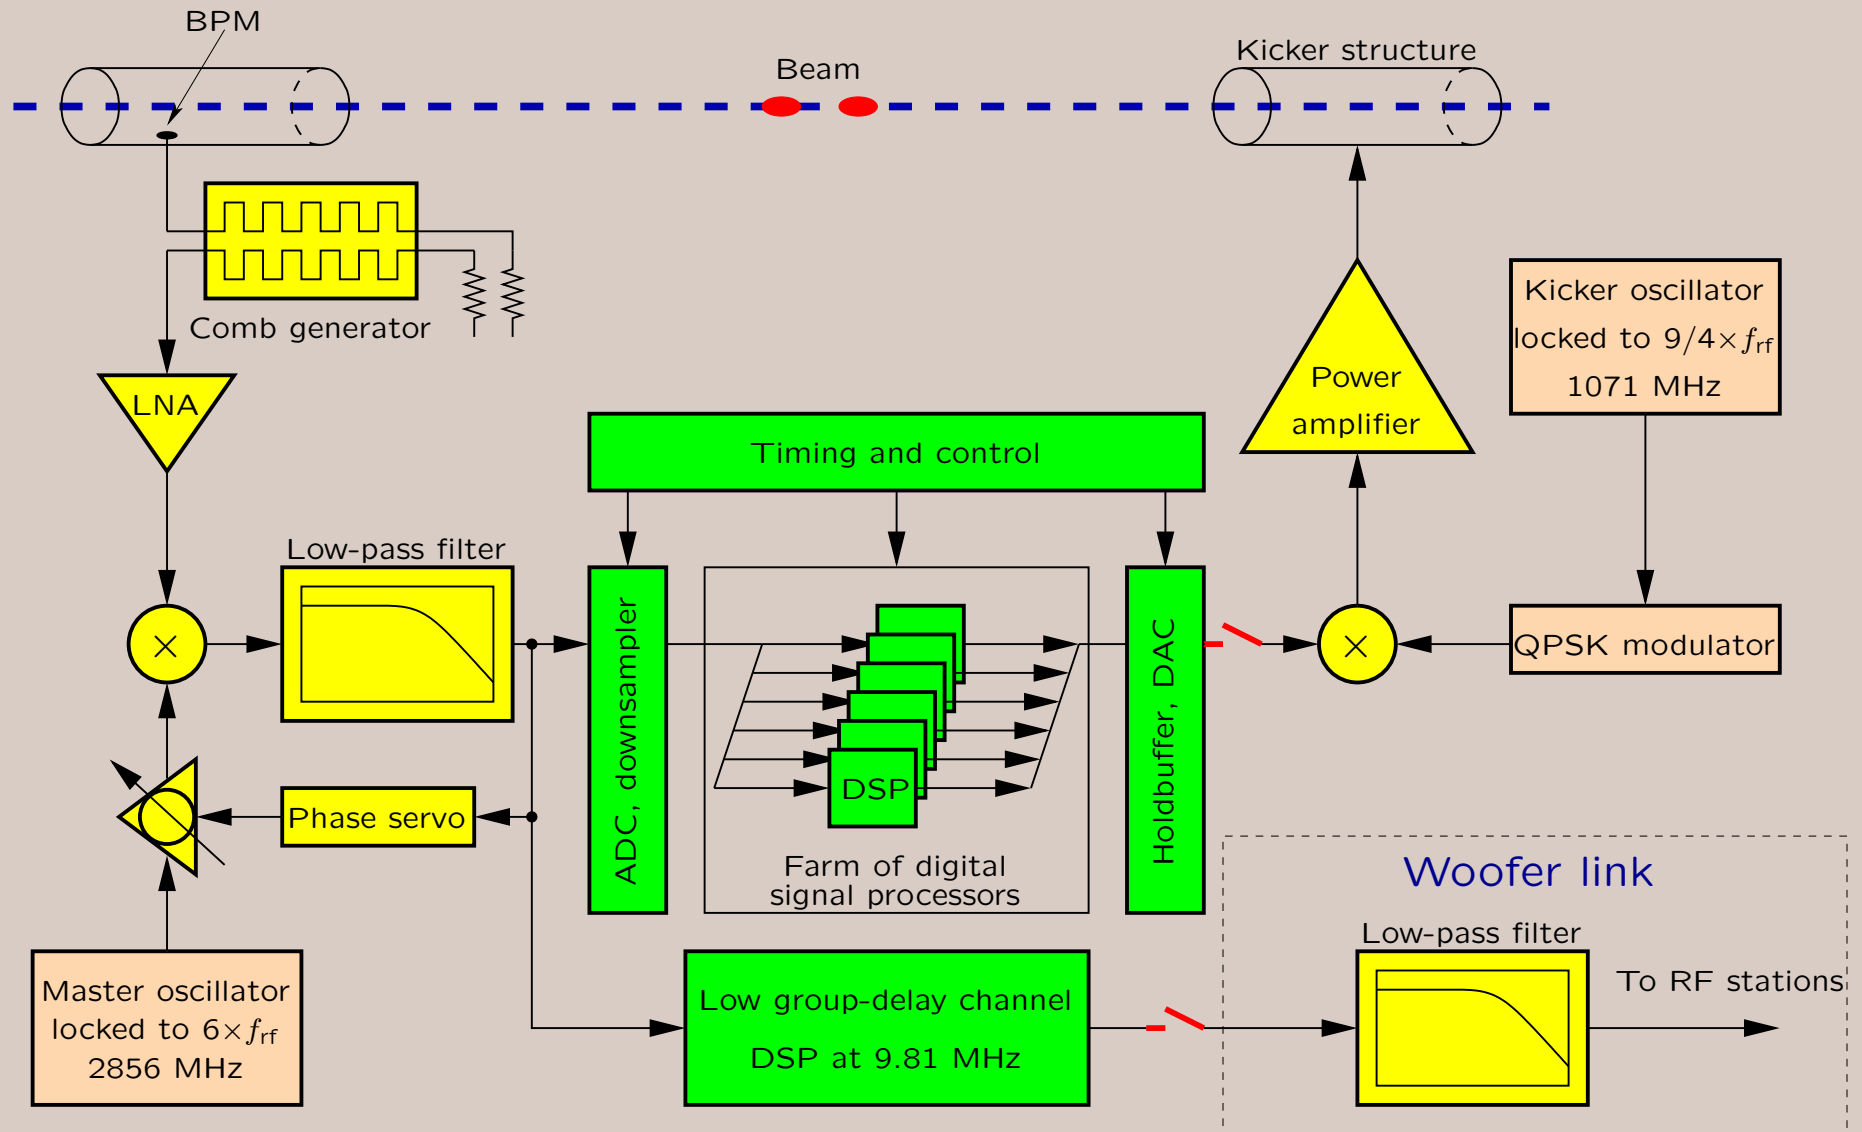 BPM
Beam
Kicker structure
Comb generator
LNA
Kicker oscillator
locked to 9/4×f_rf
1071 MHz
Power
amplifier
Timing and control
Low-pass filter
×
ADC, downsampler
DSP
Farm of digital
signal processors
Holdbuffer, DAC
×
QPSK modulator
Phase servo
Master oscillator
locked to 6×f_rf
2856 MHz
Low group-delay channel
DSP at 9.81 MHz
Woofer link
Low-pass filter
To RF stations